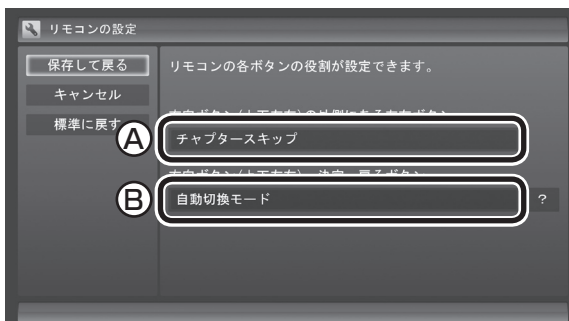 リモコンの設定
保存して戻る
リモコンの各ボタンの役割が設定できます。
キャンセル
標準に戻す
A
チャプタースキップ
B
自動切換モード
?